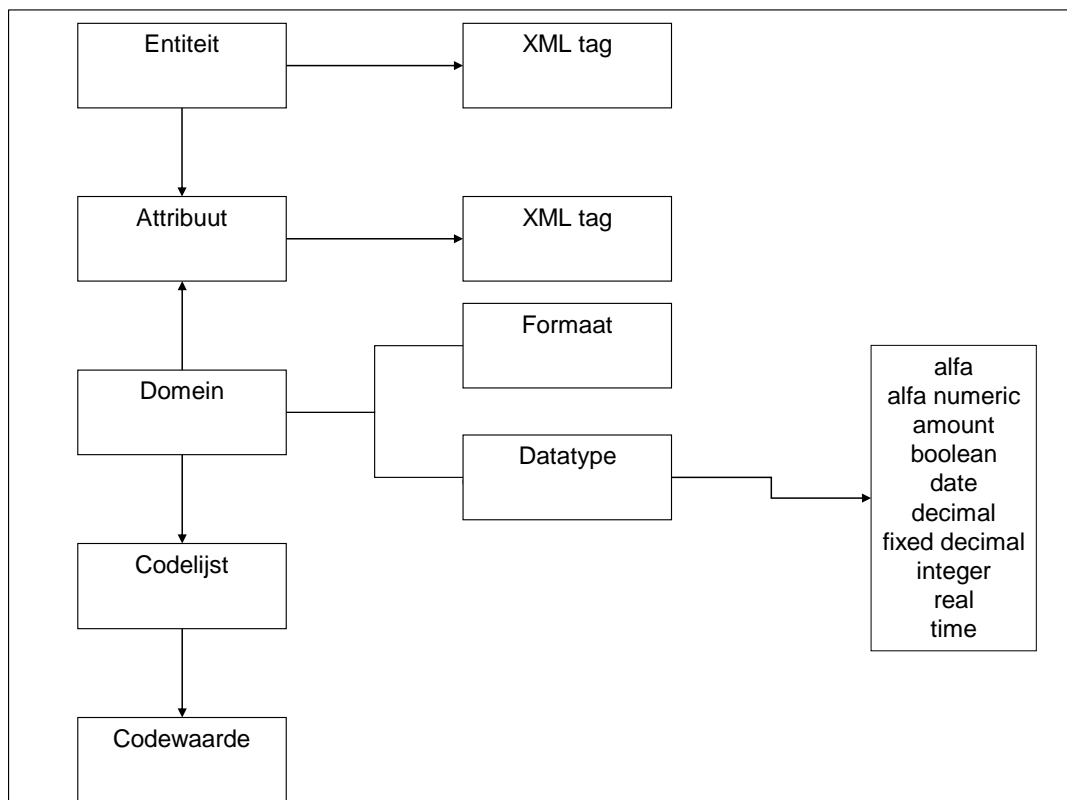 Entiteit
XML tag
Attribuut
XML tag
Formaat
Domein
Datatype
alfa
alfa numeric
amount
boolean
date
decimal
fixed decimal
integer
real
time
Codelijst
Codewaarde